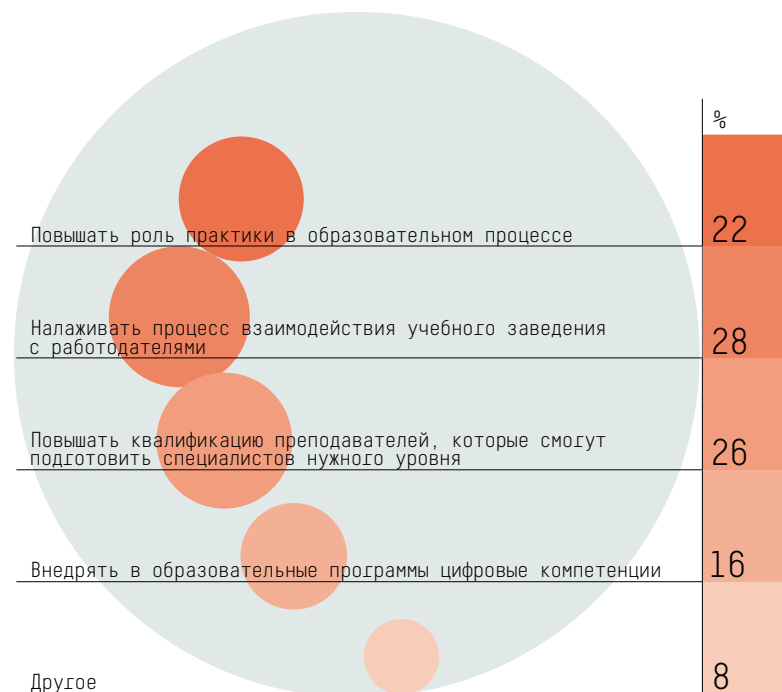 %
Повышать роль практики в образовательном процессе
22
Налаживать процесс взаимодействия учебного заведения
с работодателями
28
Повышать квалификацию преподавателей, которые смогут
подготовить специалистов нужного уровня
26
Внедрять в образовательные программы цифровые компетенции
16
Другое
8